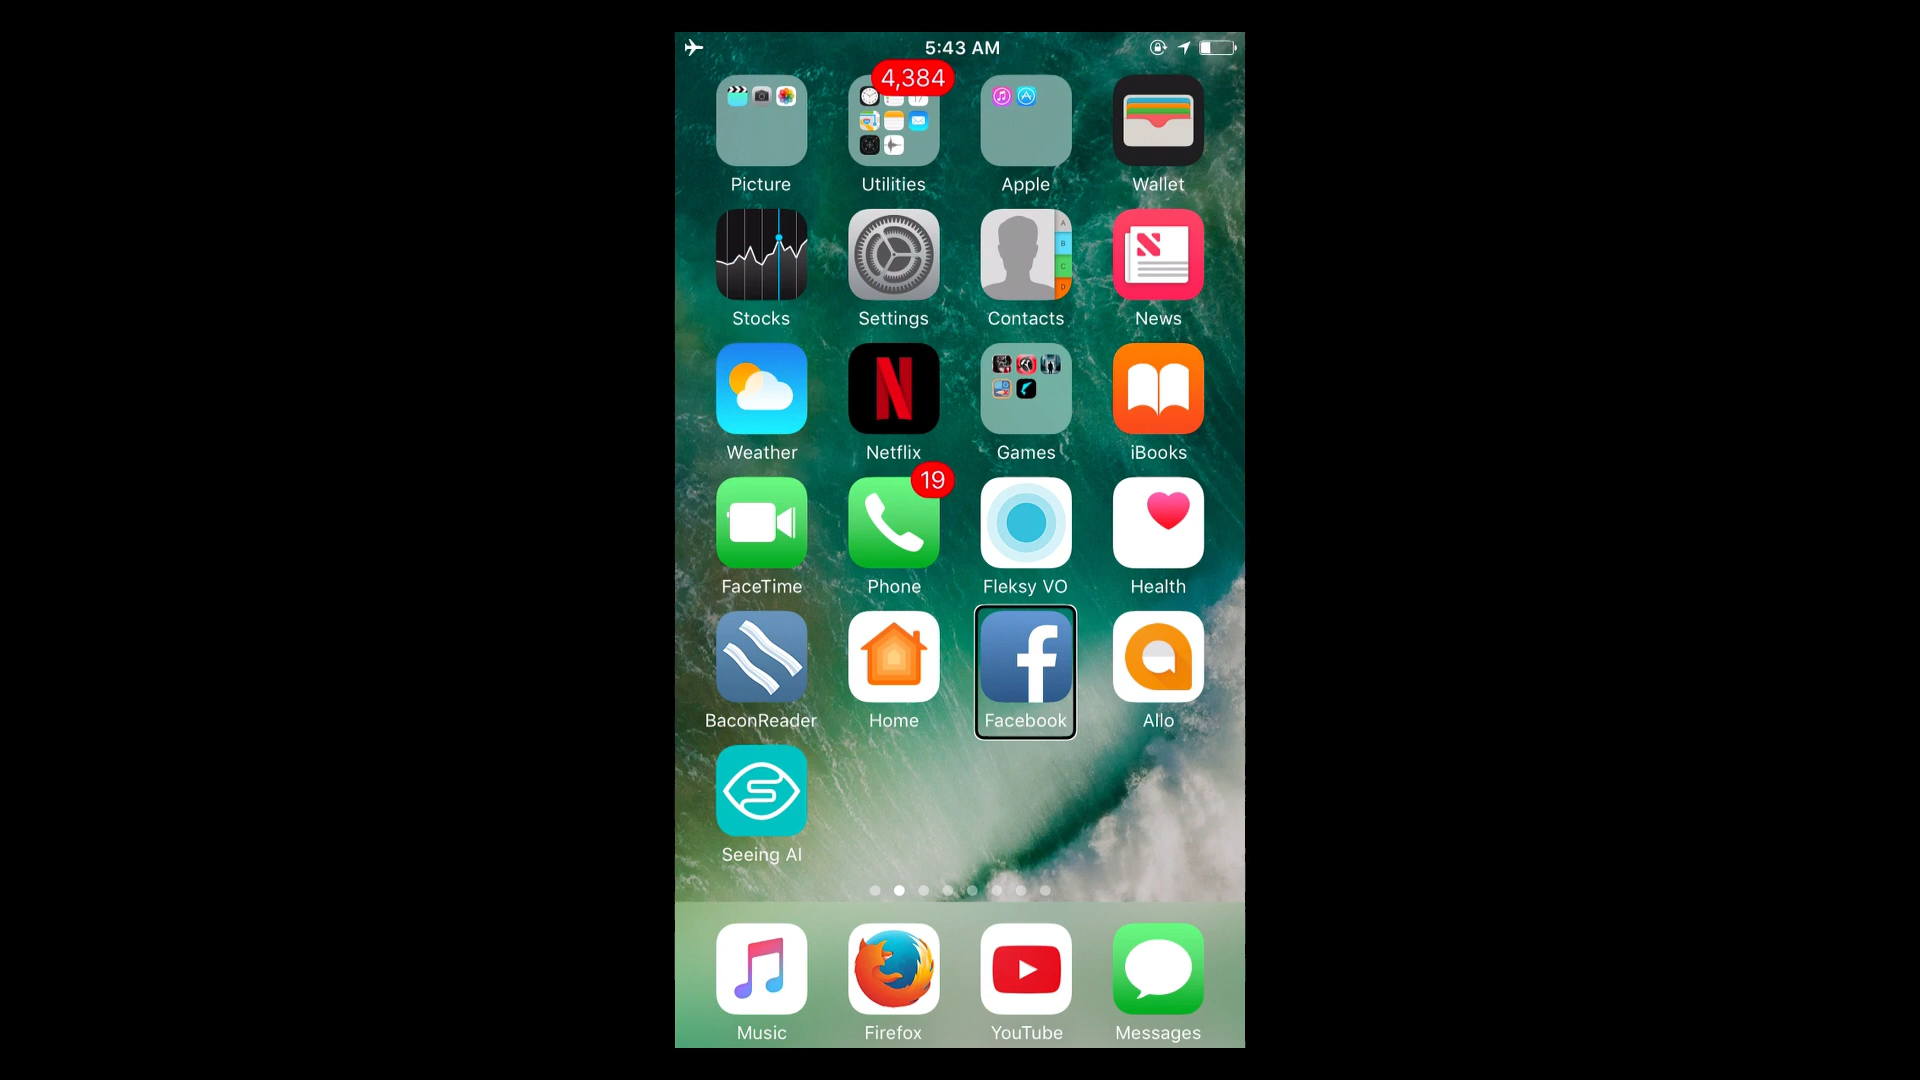 5:43 AM
4,384
Picture Utilities Apple Wallet
Stocks Settings Contacts News
Weather Netflix Games iBooks
19
FaceTime Phone Fleksy VO Health
BaconReader Home Facebook Allo
Seeing AI
Music Firefox YouTube Messages